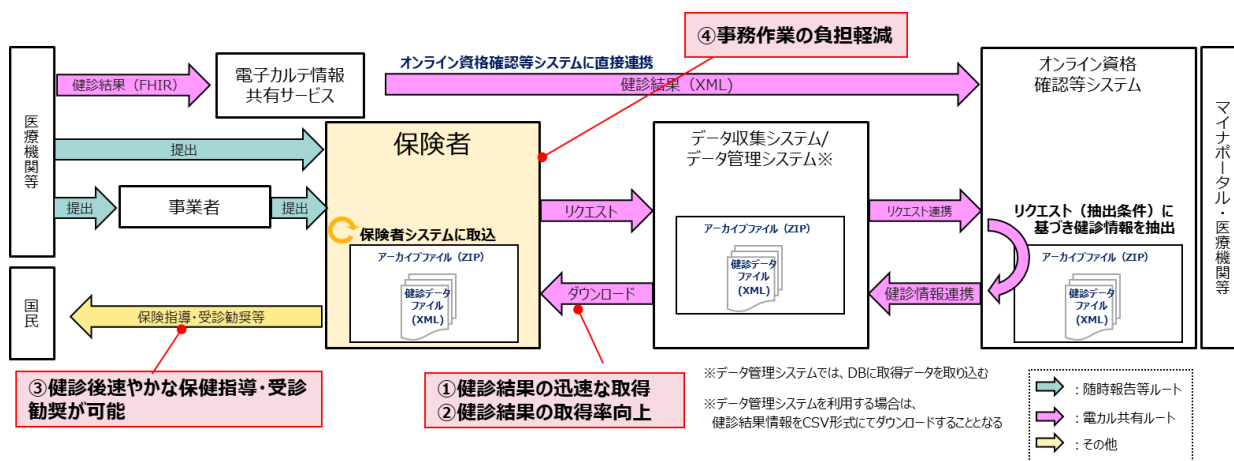 ④事務作業の負担軽減
医療機関等
健診結果（FHIR）
電子カルテ情報
共有サービス
オンライン資格確認等システムに直接連携
健診結果（XML）
オンライン資格
確認等システム
マイナポータル・医療機関等
提出
提出
事業者
提出
保険者
保険者システムに取込
アーカイブファイル（ZIP）
健診データ
ファイル
(XML)
リクエスト
ダウンロード
データ収集システム/
データ管理システム※
アーカイブファイル（ZIP）
健診データ
ファイル
(XML)
リクエスト連携
健診情報連携
リクエスト（抽出条件）に
基づき健診情報を抽出
アーカイブファイル（ZIP）
健診データ
ファイル
(XML)
国民
保険指導・受診勧奨等
③健診後速やかな保健指導・受診
勧奨が可能
①健診結果の迅速な取得
②健診結果の取得率向上
※データ管理システムでは、DBに取得データを取り込む
※データ管理システムを利用する場合は、
健診結果情報をCSV形式にてダウンロードすることとなる
：随時報告等ルート
：電カル共有ルート
：その他